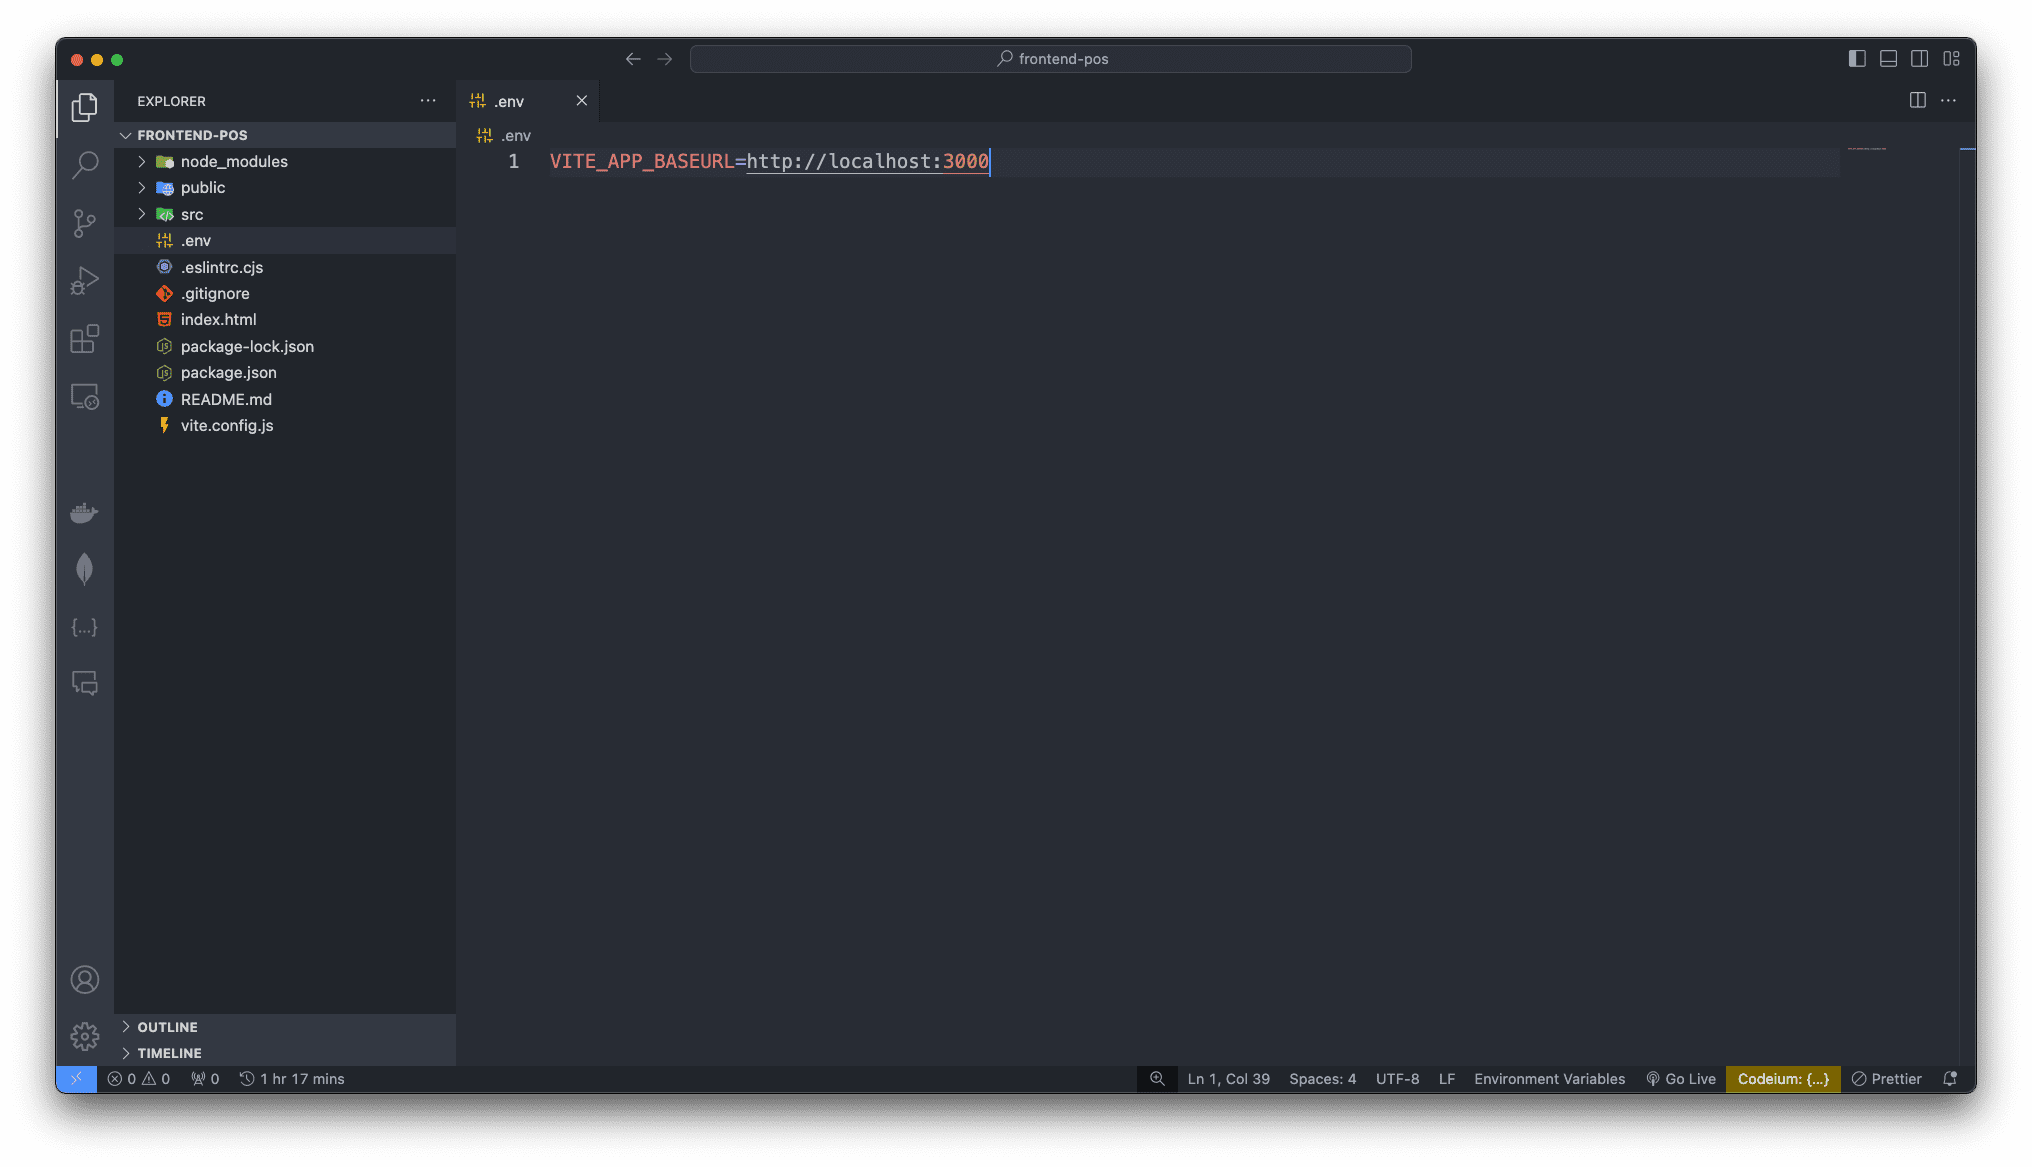 frontend-pos
EXPLORER
.env
FRONTEND-POS
node_modules
public
src
.env
.eslintrc.cjs
.gitignore
index.html
package-lock.json
package.json
README.md
vite.config.js
.env
1 VITE_APP_BASEURL=http://localhost:3000
OUTLINE
TIMELINE
0 0 0 1 hr 17 mins Ln 1, Col 39 Spaces: 4 UTF-8 LF Environment Variables Go Live Codeium: {...} Prettier